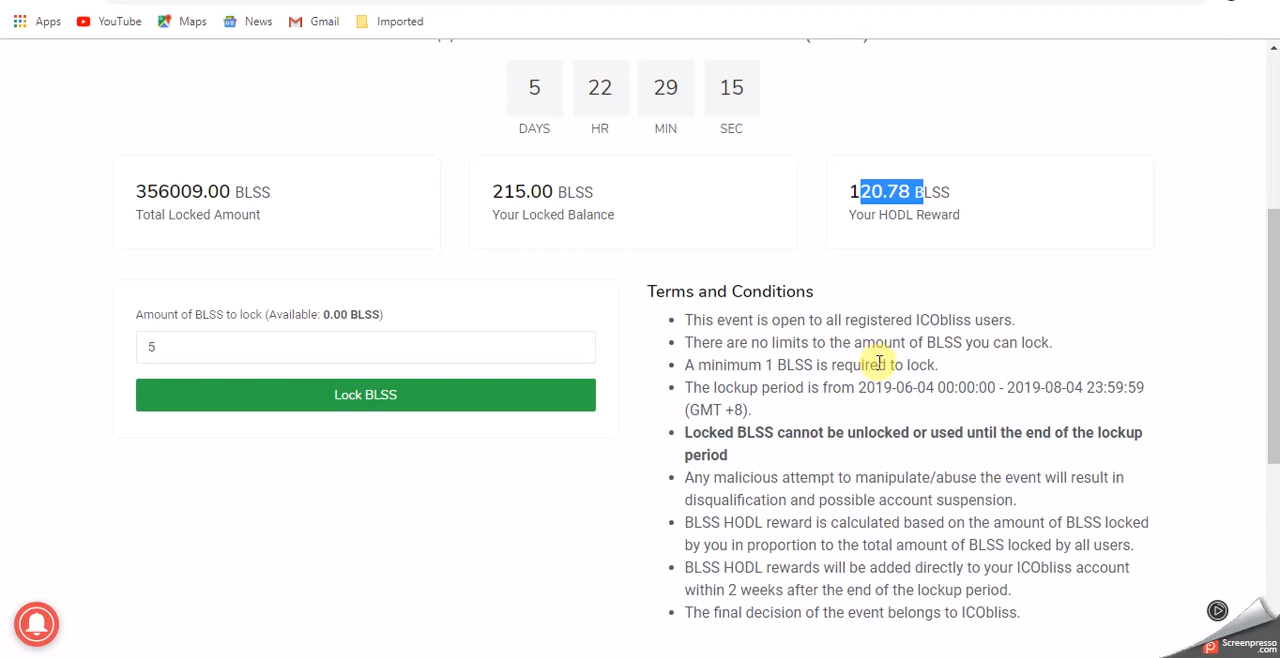 Apps YouTube Maps News Gmail Imported
5 22 29 15
DAYS HR MIN SEC
356009.00 BLSS
Total Locked Amount
215.00 BLSS
Your Locked Balance
120.78 BLSS
Your HODL Reward
Amount of BLSS to lock (Available: 0.00 BLSS)
5
Lock BLSS
Terms and Conditions
This event is open to all registered ICObliss users.
There are no limits to the amount of BLSS you can lock.
A minimum 1 BLSS is required to lock.
The lockup period is from 2019-06-04 00:00:00 - 2019-08-04 23:59:59
(GMT +8).
Locked BLSS cannot be unlocked or used until the end of the lockup
period
Any malicious attempt to manipulate/abuse the event will result in
disqualification and possible account suspension.
BLSS HODL reward is calculated based on the amount of BLSS locked
by you in proportion to the total amount of BLSS locked by all users.
BLSS HODL rewards will be added directly to your ICObliss account
within 2 weeks after the end of the lockup period.
The final decision of the event belongs to ICObliss.
Screenpresso
.com